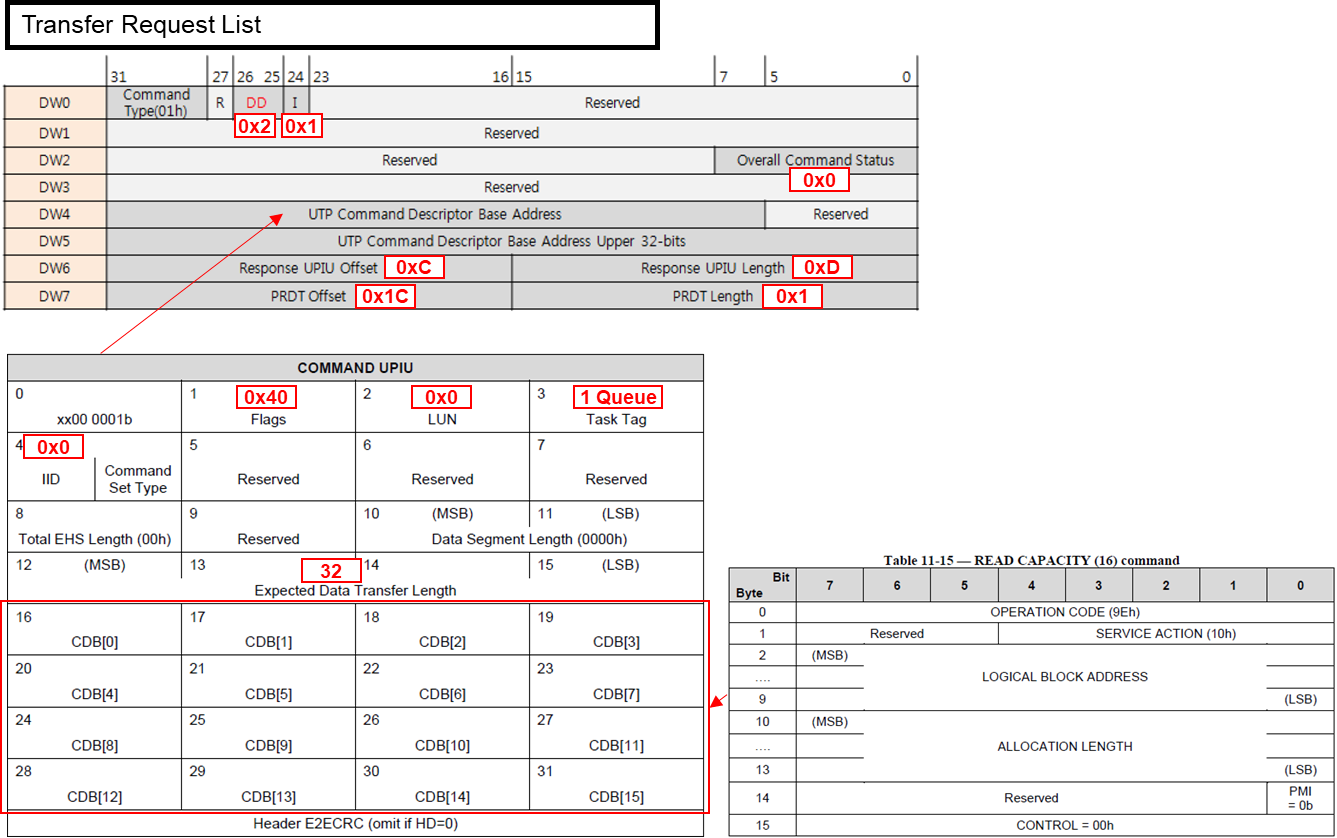 Transfer Request List
31 27 26 25 24 23 16 15 7 5 0
DW0 Command Type(01h) R DD I Reserved
0x2 0x1
DW1 Reserved
DW2 Reserved Overall Command Status
0x0
DW3 Reserved
DW4 UTP Command Descriptor Base Address Reserved
DW5 UTP Command Descriptor Base Address Upper 32-bits
DW6 Response UPIU Offset 0xC Response UPIU Length 0xD
DW7 PRDT Offset 0x1C PRDT Length 0x1
COMMAND UPIU
0 1 0x40 2 0x0 3 1 Queue
xx00 0001b Flags LUN Task Tag
4 0x0 5 6 7
IID Command Set Type Reserved Reserved Reserved
8 9 10 (MSB) 11 (LSB)
Total EHS Length (00h) Reserved Data Segment Length (0000h)
12 (MSB) 13 32 14 15 (LSB)
Expected Data Transfer Length
16 17 18 19
CDB[0] CDB[1] CDB[2] CDB[3]
20 21 22 23
CDB[4] CDB[5] CDB[6] CDB[7]
24 25 26 27
CDB[8] CDB[9] CDB[10] CDB[11]
28 29 30 31
CDB[12] CDB[13] CDB[14] CDB[15]
Header E2ECRC (omit if HD=0)
Table 11-15 — READ CAPACITY (16) command
Bit
Byte 7 6 5 4 3 2 1 0
0 OPERATION CODE (9Eh)
1 Reserved SERVICE ACTION (10h)
2 (MSB)
.... LOGICAL BLOCK ADDRESS
9 (LSB)
10 (MSB)
.... ALLOCATION LENGTH
13 (LSB)
14 Reserved PMI = 0b
15 CONTROL = 00h